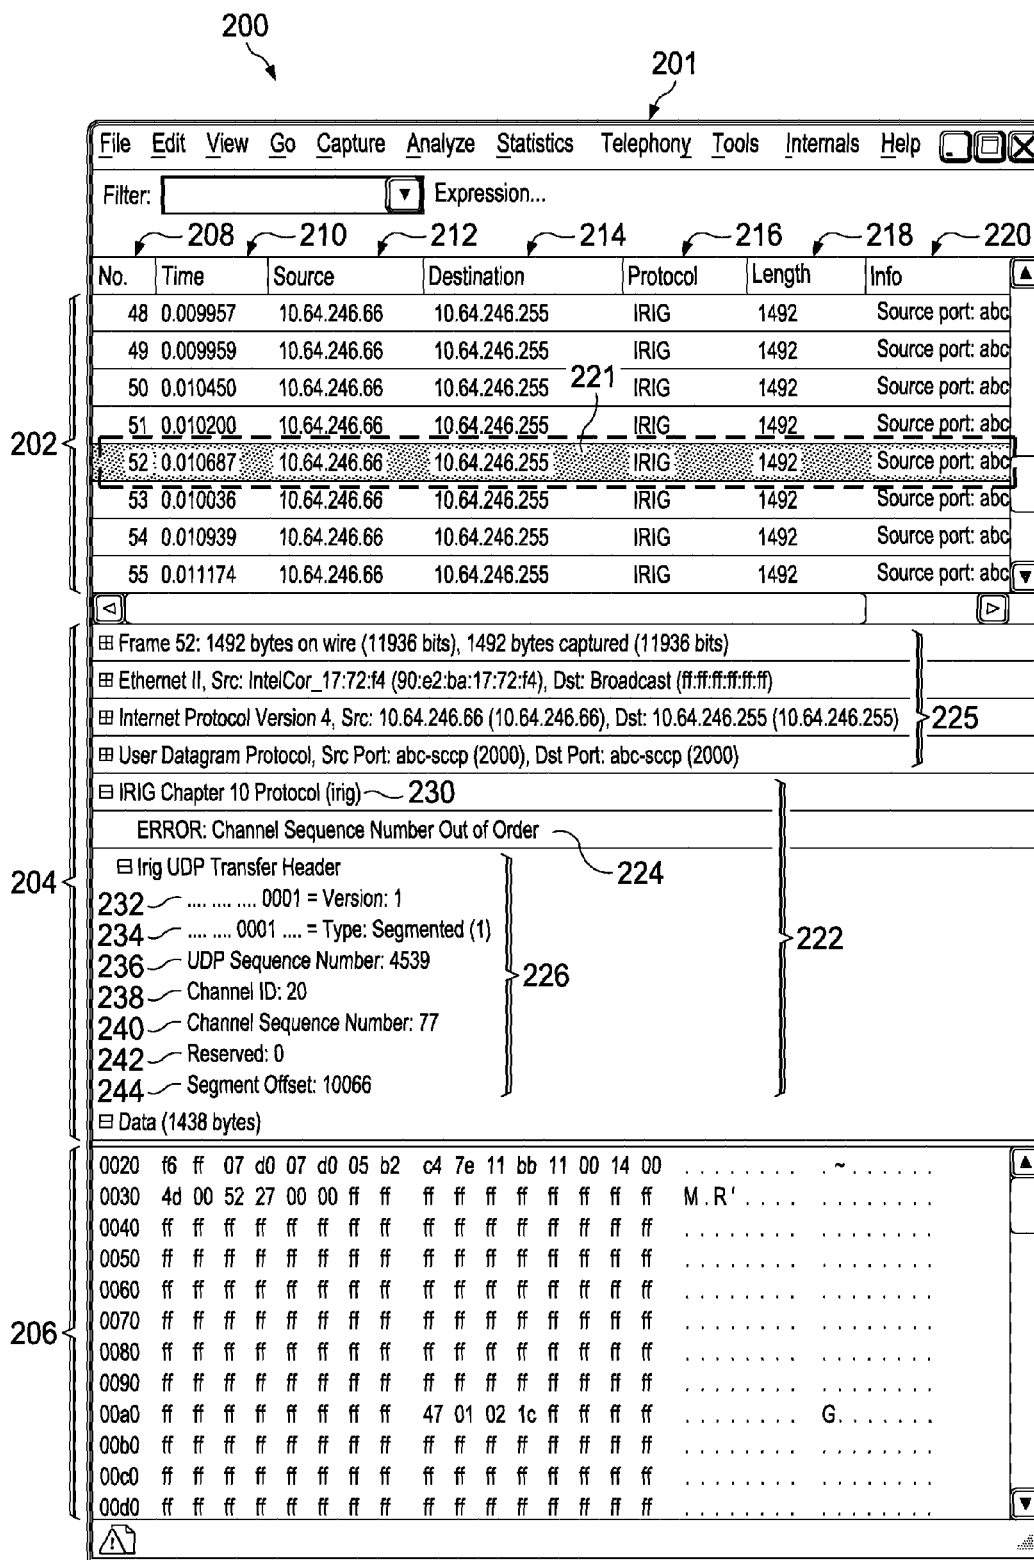 200
201
File Edit View Go Capture Analyze Statistics Telephony Tools Internals Help
Filter: Expression...
208 210 212 214 216 218 220
No. Time Source Destination Protocol Length Info
48 0.009957 10.64.246.66 10.64.246.255 IRIG 1492 Source port: abc
49 0.009959 10.64.246.66 10.64.246.255 IRIG 1492 Source port: abc
50 0.010450 10.64.246.66 10.64.246.255 221 IRIG 1492 Source port: abc
51 0.010200 10.64.246.66 10.64.246.255 IRIG 1492 Source port: abc
202
52 0.010687 10.64.246.66 10.64.246.255 IRIG 1492 Source port: abc
53 0.010036 10.64.246.66 10.64.246.255 IRIG 1492 Source port: abc
54 0.010939 10.64.246.66 10.64.246.255 IRIG 1492 Source port: abc
55 0.011174 10.64.246.66 10.64.246.255 IRIG 1492 Source port: abc
Frame 52: 1492 bytes on wire (11936 bits), 1492 bytes captured (11936 bits)
Ethernet II, Src: IntelCor_17:72:f4 (90:e2:ba:17:72:f4), Dst: Broadcast (ff:ff:ff:ff:ff:ff)
Internet Protocol Version 4, Src: 10.64.246.66 (10.64.246.66), Dst: 10.64.246.255 (10.64.246.255) 225
User Datagram Protocol, Src Port: abc-sccp (2000), Dst Port: abc-sccp (2000)
IRIG Chapter 10 Protocol (irig) 230
ERROR: Channel Sequence Number Out of Order
Irig UDP Transfer Header 224
204
232 .... .... .... 0001 = Version: 1
234 .... .... 0001 .... = Type: Segmented (1) 222
236 UDP Sequence Number: 4539 226
238 Channel ID: 20
240 Channel Sequence Number: 77
242 Reserved: 0
244 Segment Offset: 10066
Data (1438 bytes)
0020 f6 ff 07 d0 07 d0 05 b2 c4 7e 11 bb 11 00 14 00 . . . . . . . . . ~ . . . . . .
0030 4d 00 52 27 00 00 ff ff ff ff ff ff ff ff ff ff M . R ' . . . . . . . . . . . .
0040 ff ff ff ff ff ff ff ff ff ff ff ff ff ff ff ff . . . . . . . . . . . . . . . .
0050 ff ff ff ff ff ff ff ff ff ff ff ff ff ff ff ff . . . . . . . . . . . . . . . .
0060 ff ff ff ff ff ff ff ff ff ff ff ff ff ff ff ff . . . . . . . . . . . . . . . .
0070 ff ff ff ff ff ff ff ff ff ff ff ff ff ff ff ff . . . . . . . . . . . . . . . .
206
0080 ff ff ff ff ff ff ff ff ff ff ff ff ff ff ff ff . . . . . . . . . . . . . . . .
0090 ff ff ff ff ff ff ff ff ff ff ff ff ff ff ff ff . . . . . . . . . . . . . . . .
00a0 ff ff ff ff ff ff ff ff 47 01 02 1c ff ff ff ff . . . . . . . . G . . . . . . .
00b0 ff ff ff ff ff ff ff ff ff ff ff ff ff ff ff ff . . . . . . . . . . . . . . . .
00c0 ff ff ff ff ff ff ff ff ff ff ff ff ff ff ff ff . . . . . . . . . . . . . . . .
00d0 ff ff ff ff ff ff ff ff ff ff ff ff ff ff ff ff . . . . . . . . . . . . . . . .